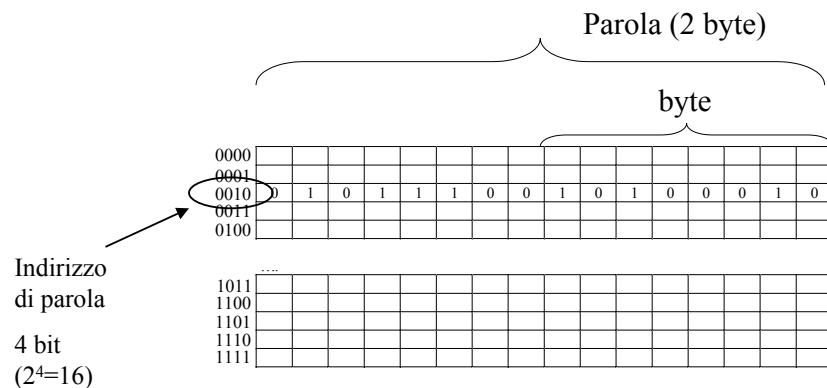 Parola (2 byte)
byte
0000
0001
0010 0 1 0 1 1 1 0 0 1 0 1 0 0 0 1 0
0011
0100
....
1011
1100
1101
1110
1111
Indirizzo
di parola
4 bit
(2⁴=16)